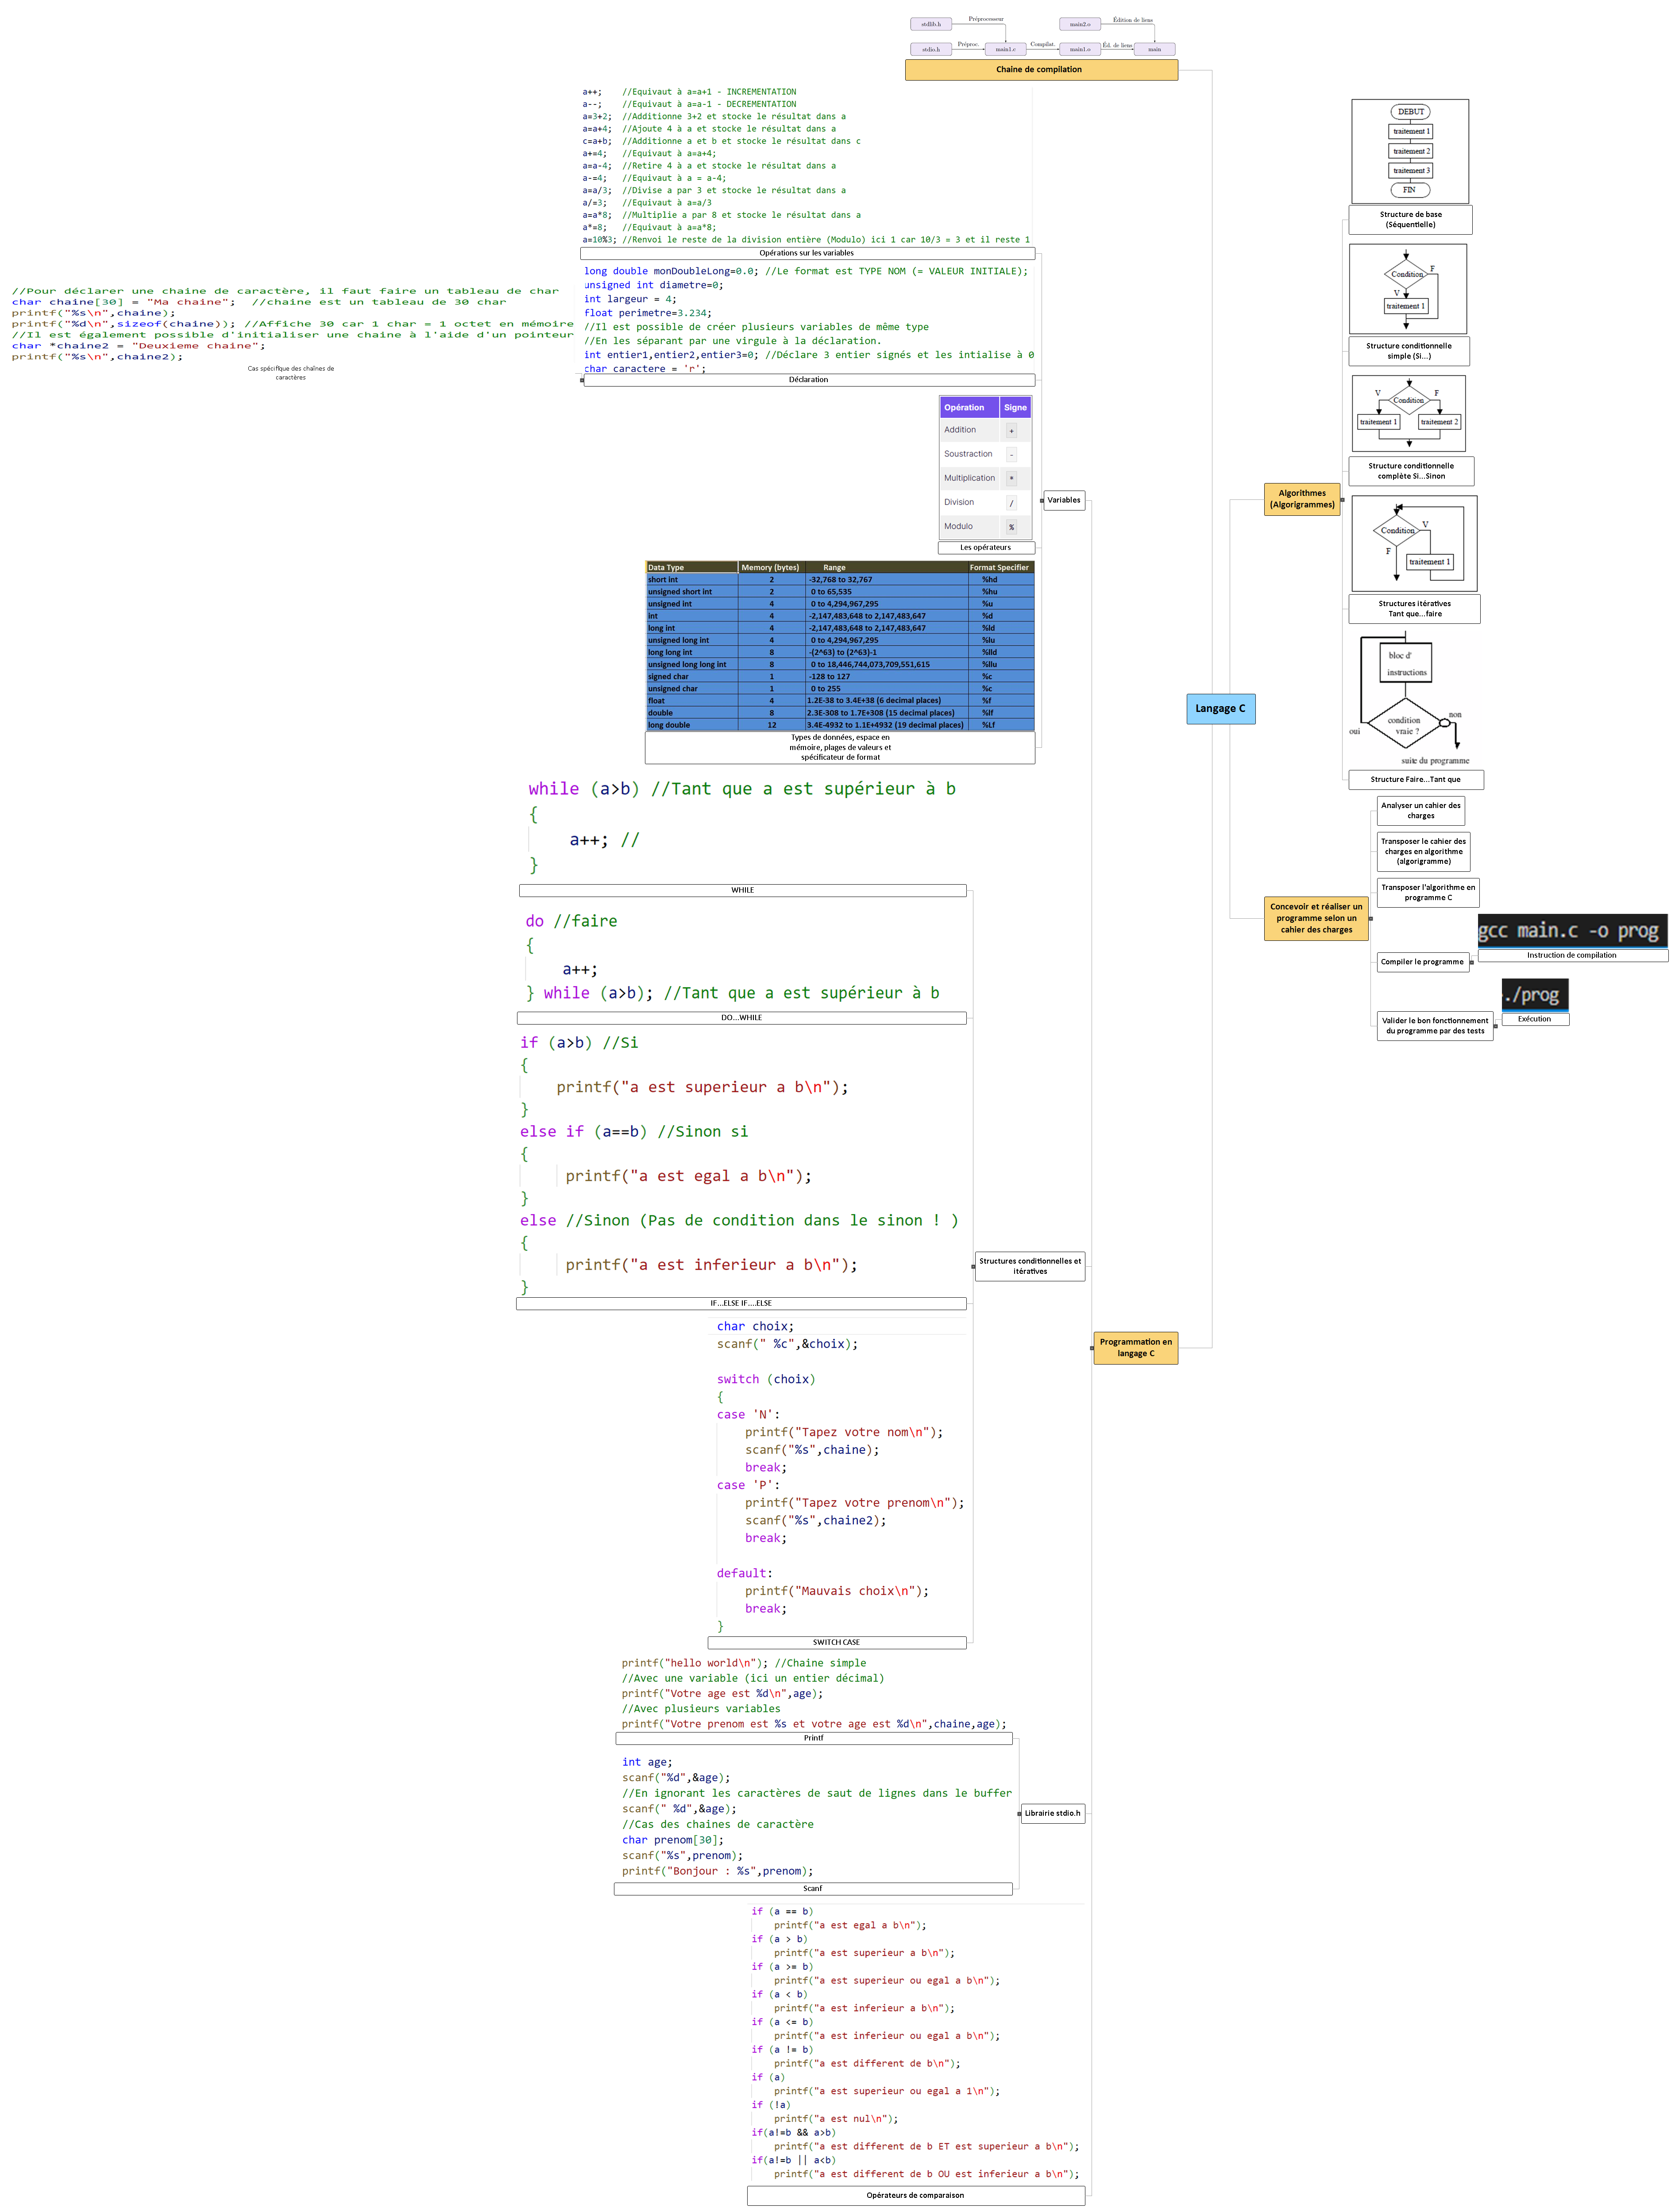 stdlib.h
Préprocesseur
main2.o
Édition de liens
stdio.h
Préproc.
main1.c
Compilat.
main1.o
Éd. de liens
main
Chaine de compilation
a++; //Equivaut à a=a+1 - INCREMENTATION
a--; //Equivaut à a=a-1 - DECREMENTATION
a=3+2; //Additionne 3+2 et stocke le résultat dans a
a=a+4; //Ajoute 4 à a et stocke le résultat dans a
c=a+b; //Additionne a et b et stocke le résultat dans c
a+=4; //Equivaut à a=a+4;
a=a-4; //Retire 4 à a et stocke le résultat dans a
a-=4; //Equivaut à a = a-4;
a=a/3; //Divise a par 3 et stocke le résultat dans a
a/=3; //Equivaut à a=a/3
a=a*8; //Multiplie a par 8 et stocke le résultat dans a
a*=8; //Equivaut à a=a*8;
a=10%3; //Renvoi le reste de la division entière (Modulo) ici 1 car 10/3 = 3 et il reste 1
Opérations sur les variables
long double monDoubleLong=0.0; //Le format est TYPE NOM (= VALEUR INITIALE);
unsigned int diametre=0;
int largeur = 4;
float perimetre=3.234;
//Il est possible de créer plusieurs variables de même type
//En les séparant par une virgule à la déclaration.
int entier1,entier2,entier3=0; //Déclare 3 entier signés et les intialise à 0
char caractere = 'r';
Déclaration
//Pour déclarer une chaine de caractère, il faut faire un tableau de char
char chaine[30] = "Ma chaine"; //chaine est un tableau de 30 char
printf("%s\n",chaine);
printf("%d\n",sizeof(chaine)); //Affiche 30 car 1 char = 1 octet en mémoire
//Il est également possible d'initialiser une chaine à l'aide d'un pointeur
char *chaine2 = "Deuxieme chaine";
printf("%s\n",chaine2);
Cas spécifique des chaînes de
caractères
Opération Signe
Addition +
Soustraction -
Multiplication *
Division /
Modulo %
Les opérateurs
Variables
Data Type Memory (bytes) Range Format Specifier
short int 2 -32,768 to 32,767 %hd
unsigned short int 2 0 to 65,535 %hu
unsigned int 4 0 to 4,294,967,295 %u
int 4 -2,147,483,648 to 2,147,483,647 %d
long int 4 -2,147,483,648 to 2,147,483,647 %ld
unsigned long int 4 0 to 4,294,967,295 %lu
long long int 8 -(2^63) to (2^63)-1 %lld
unsigned long long int 8 0 to 18,446,744,073,709,551,615 %llu
signed char 1 -128 to 127 %c
unsigned char 1 0 to 255 %c
float 4 1.2E-38 to 3.4E+38 (6 decimal places) %f
double 8 2.3E-308 to 1.7E+308 (15 decimal places) %lf
long double 12 3.4E-4932 to 1.1E+4932 (19 decimal places) %Lf
Types de données, espace en
mémoire, plages de valeurs et
spécificateur de format
while (a>b) //Tant que a est supérieur à b
{
a++; //
}
WHILE
do //faire
{
a++;
} while (a>b); //Tant que a est supérieur à b
DO...WHILE
if (a>b) //Si
{
printf("a est superieur a b\n");
}
else if (a==b) //Sinon si
{
printf("a est egal a b\n");
}
else //Sinon (Pas de condition dans le sinon ! )
{
printf("a est inferieur a b\n");
}
IF...ELSE IF....ELSE
Structures conditionnelles et
itératives
char choix;
scanf(" %c",&choix);
switch (choix)
{
case 'N':
printf("Tapez votre nom\n");
scanf("%s",chaine);
break;
case 'P':
printf("Tapez votre prenom\n");
scanf("%s",chaine2);
break;
default:
printf("Mauvais choix\n");
break;
}
SWITCH CASE
Programmation en
langage C
printf("hello world\n"); //Chaine simple
//Avec une variable (ici un entier décimal)
printf("Votre age est %d\n",age);
//Avec plusieurs variables
printf("Votre prenom est %s et votre age est %d\n",chaine,age);
Printf
int age;
scanf("%d",&age);
//En ignorant les caractères de saut de lignes dans le buffer
scanf(" %d",&age);
//Cas des chaines de caractère
char prenom[30];
scanf("%s",prenom);
printf("Bonjour : %s",prenom);
Scanf
Librairie stdio.h
if (a == b)
printf("a est egal a b\n");
if (a > b)
printf("a est superieur a b\n");
if (a >= b)
printf("a est superieur ou egal a b\n");
if (a < b)
printf("a est inferieur a b\n");
if (a <= b)
printf("a est inferieur ou egal a b\n");
if (a != b)
printf("a est different de b\n");
if (a)
printf("a est superieur ou egal a 1\n");
if (!a)
printf("a est nul\n");
if(a!=b && a>b)
printf("a est different de b ET est superieur a b\n");
if(a!=b || a<b)
printf("a est different de b OU est inferieur a b\n");
Opérateurs de comparaison
Langage C
DEBUT
traitement 1
traitement 2
traitement 3
FIN
Structure de base
(Séquentielle)
Condition
F
V
traitement 1
Structure conditionnelle
simple (Si...)
V
Condition
F
traitement 1
traitement 2
Structure conditionnelle
complète Si...Sinon
Algorithmes
(Algorigrammes)
Condition
V
F
traitement 1
Structures itératives
Tant que...faire
bloc d'
instructions
condition
vraie ?
non
oui
suite du programme
Structure Faire...Tant que
Analyser un cahier des
charges
Transposer le cahier des
charges en algorithme
(algorigramme)
Transposer l'algorithme en
programme C
Concevoir et réaliser un
programme selon un
cahier des charges
gcc main.c -o prog
Instruction de compilation
Compiler le programme
./prog
Exécution
Valider le bon fonctionnement
du programme par des tests